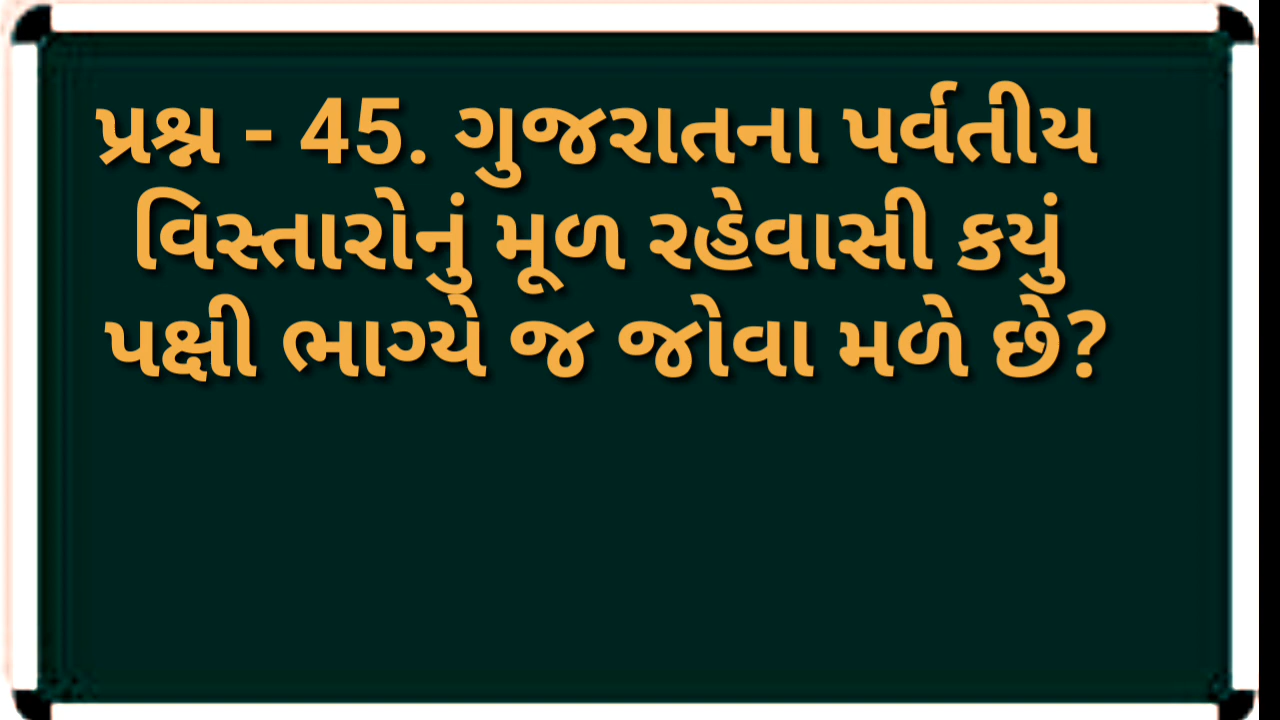 પ્રશ્ન - 45. ગુજરાતના પર્વતીય
વિસ્તારોનું મૂળ રહેવાસી કયું
પક્ષી ભાગ્યે જ જોવા મળે છે?